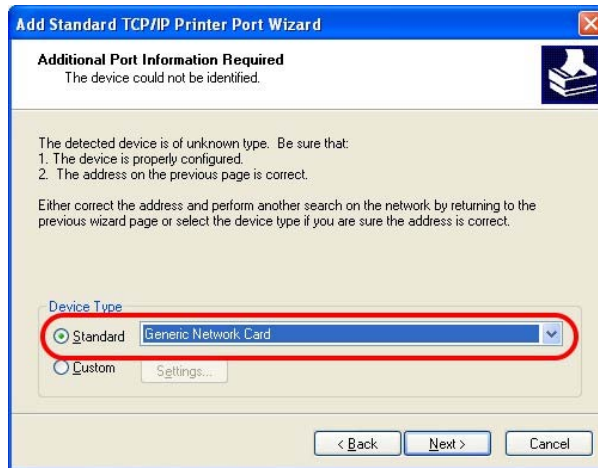 Add Standard TCP/IP Printer Port Wizard
Additional Port Information Required
The device could not be identified.
The detected device is of unknown type. Be sure that:
1. The device is properly configured.
2. The address on the previous page is correct.
Either correct the address and perform another search on the network by returning to the
previous wizard page or select the device type if you are sure the address is correct.
Device Type
Standard Generic Network Card
Custom Settings...
< Back Next > Cancel